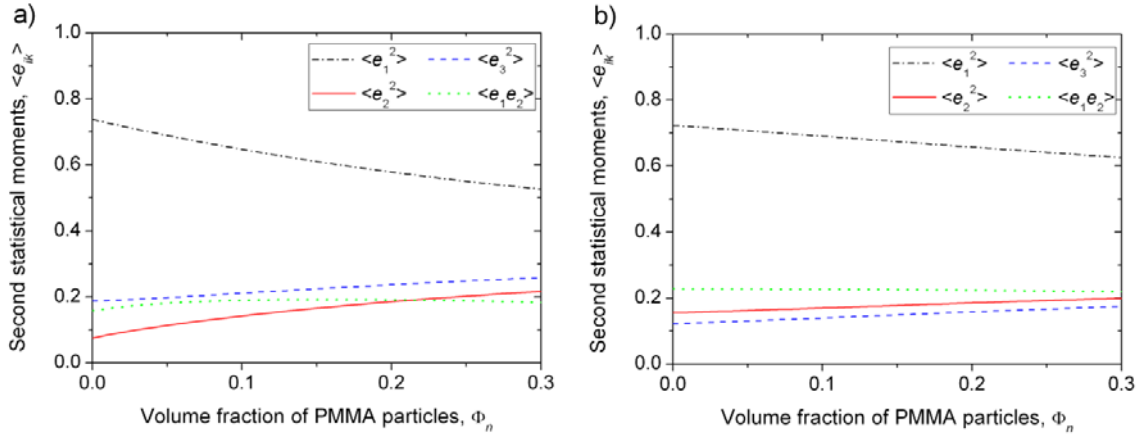 a)
Second statistical moments, <e_ik>
1.0
0.8
0.6
0.4
0.2
0.0
<e_1^2> <e_3^2>
<e_2^2> <e_1e_2>
0.0 0.1 0.2 0.3
Volume fraction of PMMA particles, Φ_n
b)
Second statistical moments, <e_ik>
1.0
0.8
0.6
0.4
0.2
0.0
<e_1^2> <e_3^2>
<e_2^2> <e_1e_2>
0.0 0.1 0.2 0.3
Volume fraction of PMMA particles, Φ_n